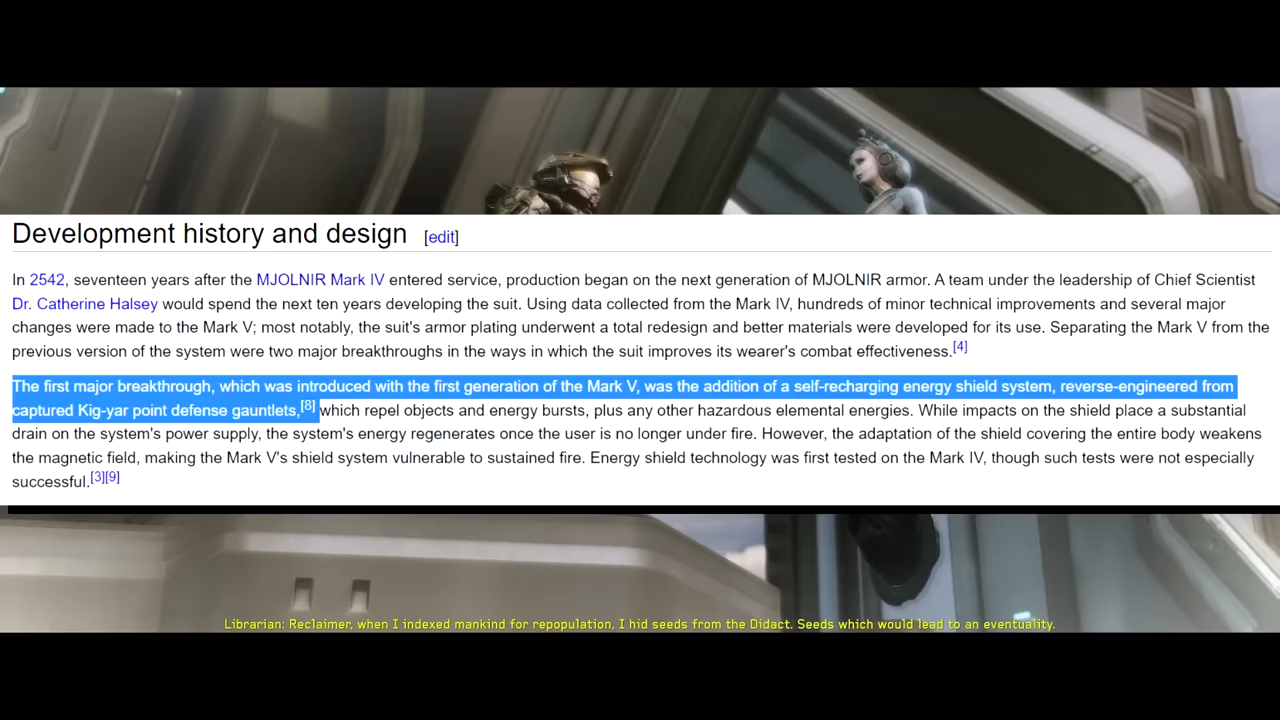 Development history and design [edit]
In 2542, seventeen years after the MJOLNIR Mark IV entered service, production began on the next generation of MJOLNIR armor. A team under the leadership of Chief Scientist
Dr. Catherine Halsey would spend the next ten years developing the suit. Using data collected from the Mark IV, hundreds of minor technical improvements and several major
changes were made to the Mark V; most notably, the suit's armor plating underwent a total redesign and better materials were developed for its use. Separating the Mark V from the
previous version of the system were two major breakthroughs in the ways in which the suit improves its wearer's combat effectiveness.[4]
The first major breakthrough, which was introduced with the first generation of the Mark V, was the addition of a self-recharging energy shield system, reverse-engineered from
captured Kig-yar point defense gauntlets,[8] which repel objects and energy bursts, plus any other hazardous elemental energies. While impacts on the shield place a substantial
drain on the system's power supply, the system's energy regenerates once the user is no longer under fire. However, the adaptation of the shield covering the entire body weakens
the magnetic field, making the Mark V's shield system vulnerable to sustained fire. Energy shield technology was first tested on the Mark IV, though such tests were not especially
successful.[3][9]
Librarian: Reclaimer, when I indexed mankind for repopulation, I hid seeds from the Didact. Seeds which would lead to an eventuality.